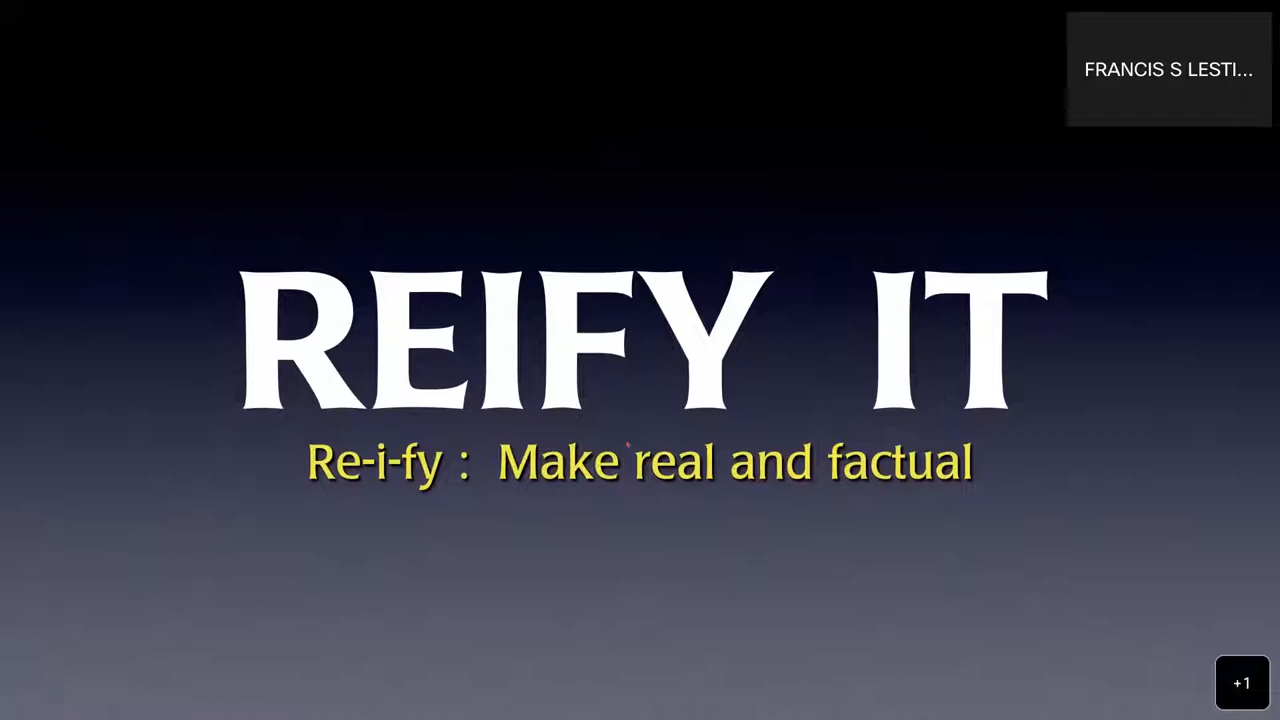 FRANCIS S LESTI...
REIFY IT
Re-i-fy : Make real and factual
+1